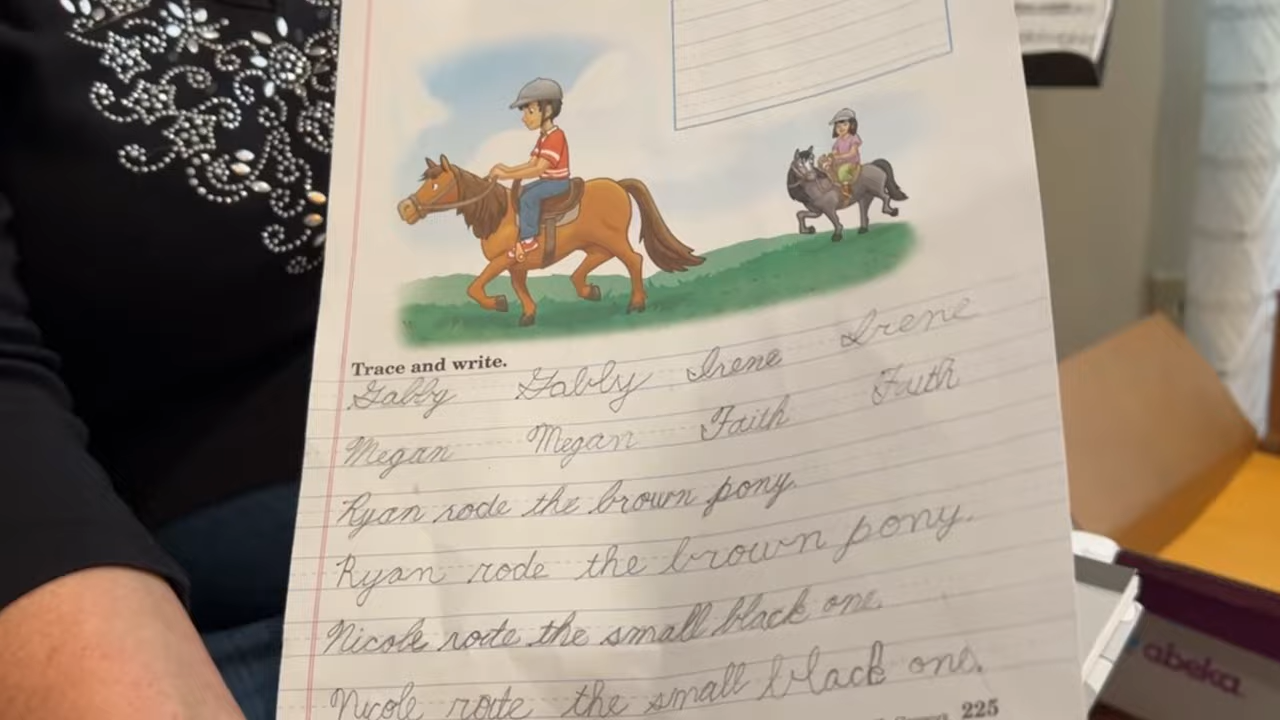 Trace and write.
Gabby Gabby Irene Irene
Megan Megan Faith Faith
Ryan rode the brown pony.
Ryan rode the brown pony.
Nicole rode the small black one.
Nicole rode the small black one.
225
abeka